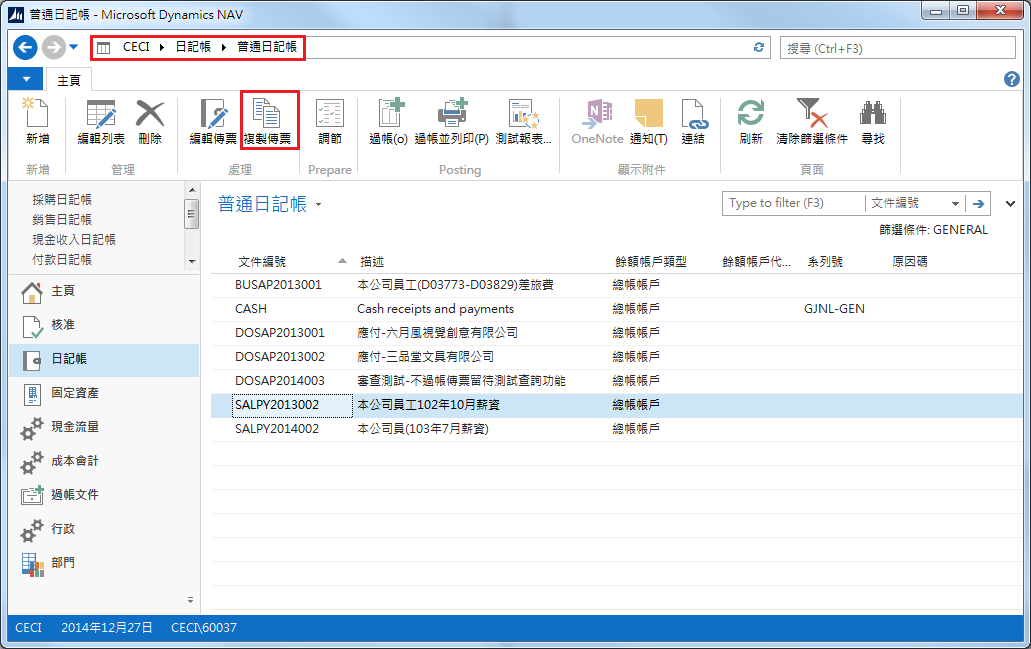 普通日記帳 - Microsoft Dynamics NAV
CECI 日記帳 普通日記帳
搜尋 (Ctrl+F3)
主頁
新增 編輯列表 刪除 編輯傳票 複製傳票 調節 過帳(o) 過帳並列印(P) 測試報表... OneNote 通知(T) 連結 刷新 清除篩選條件 尋找
新增 管理 處理 Prepare Posting 顯示附件 頁面
採購日記帳
銷售日記帳
現金收入日記帳
付款日記帳
主頁
核准
日記帳
固定資產
現金流量
成本會計
過帳文件
行政
部門
普通日記帳
Type to filter (F3) 文件編號
篩選條件: GENERAL
文件編號 描述 餘額帳戶類型 餘額帳戶代... 系列號 原因碼
BUSAP2013001 本公司員工(D03773-D03829)差旅費 總帳帳戶
CASH Cash receipts and payments 總帳帳戶 GJNL-GEN
DOSAP2013001 應付-六月風視覺創意有限公司 總帳帳戶
DOSAP2013002 應付-三品堂文具有限公司 總帳帳戶
DOSAP2014003 審查測試-不過帳傳票留待測試查詢功能 總帳帳戶
SALPY2013002 本公司員工102年10月薪資 總帳帳戶
SALPY2014002 本公司員(103年7月薪資) 總帳帳戶
CECI 2014年12月27日 CECI\60037